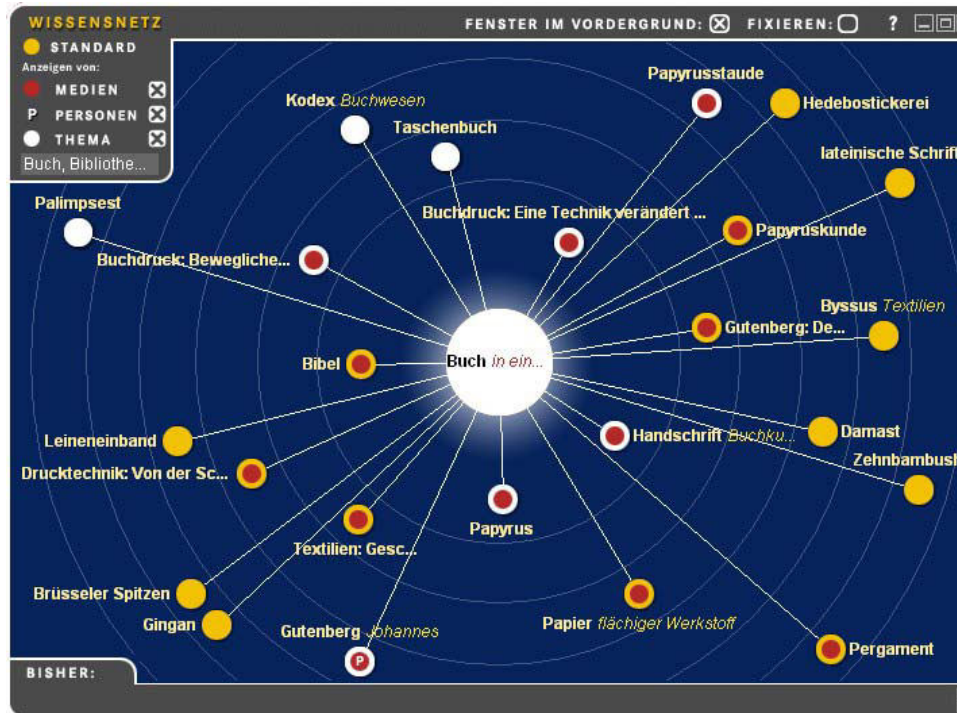 WISSENSNETZ
FENSTER IM VORDERGRUND:
FIXIEREN:
?
STANDARD
Anzeigen von:
MEDIEN
P PERSONEN
THEMA
Buch, Bibliothe...
Papyrusstaude
Kodex Buchwesen
Hedebostickerei
Taschenbuch
lateinische Schrift
Palimpsest
Buchdruck: Eine Technik verändert ...
Papyruskunde
Buchdruck: Bewegliche...
Byssus Textilien
Gutenberg: De...
Buch in ein...
Bibel
Leineneinband
Handschrift Buchku...
Damast
Zehnbambush
Drucktechnik: Von der Sc...
Papyrus
Textilien: Gesc...
Brüsseler Spitzen
Gingan
Gutenberg Johannes
Papier flächiger Werkstoff
P
Pergament
BISHER: